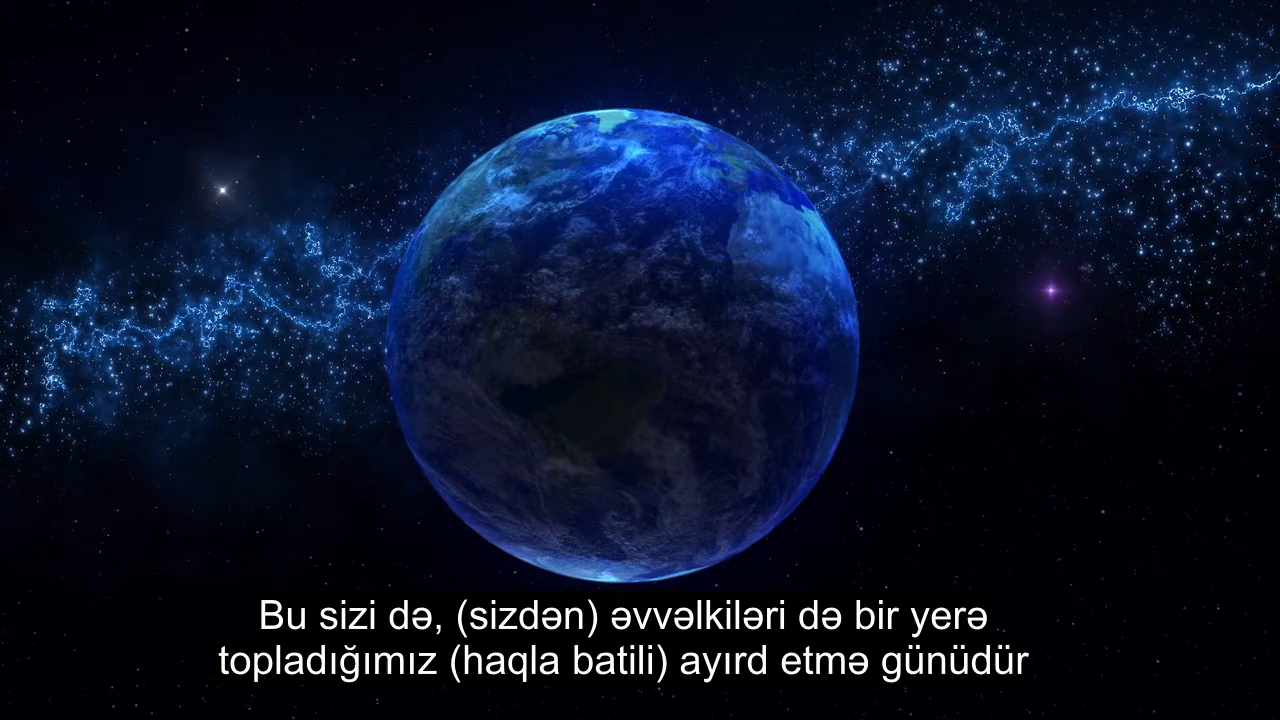 Bu sizi də, (sizdən) əvvəlkiləri də bir yerə
topladığımız (haqla batili) ayırd etmə günüdür